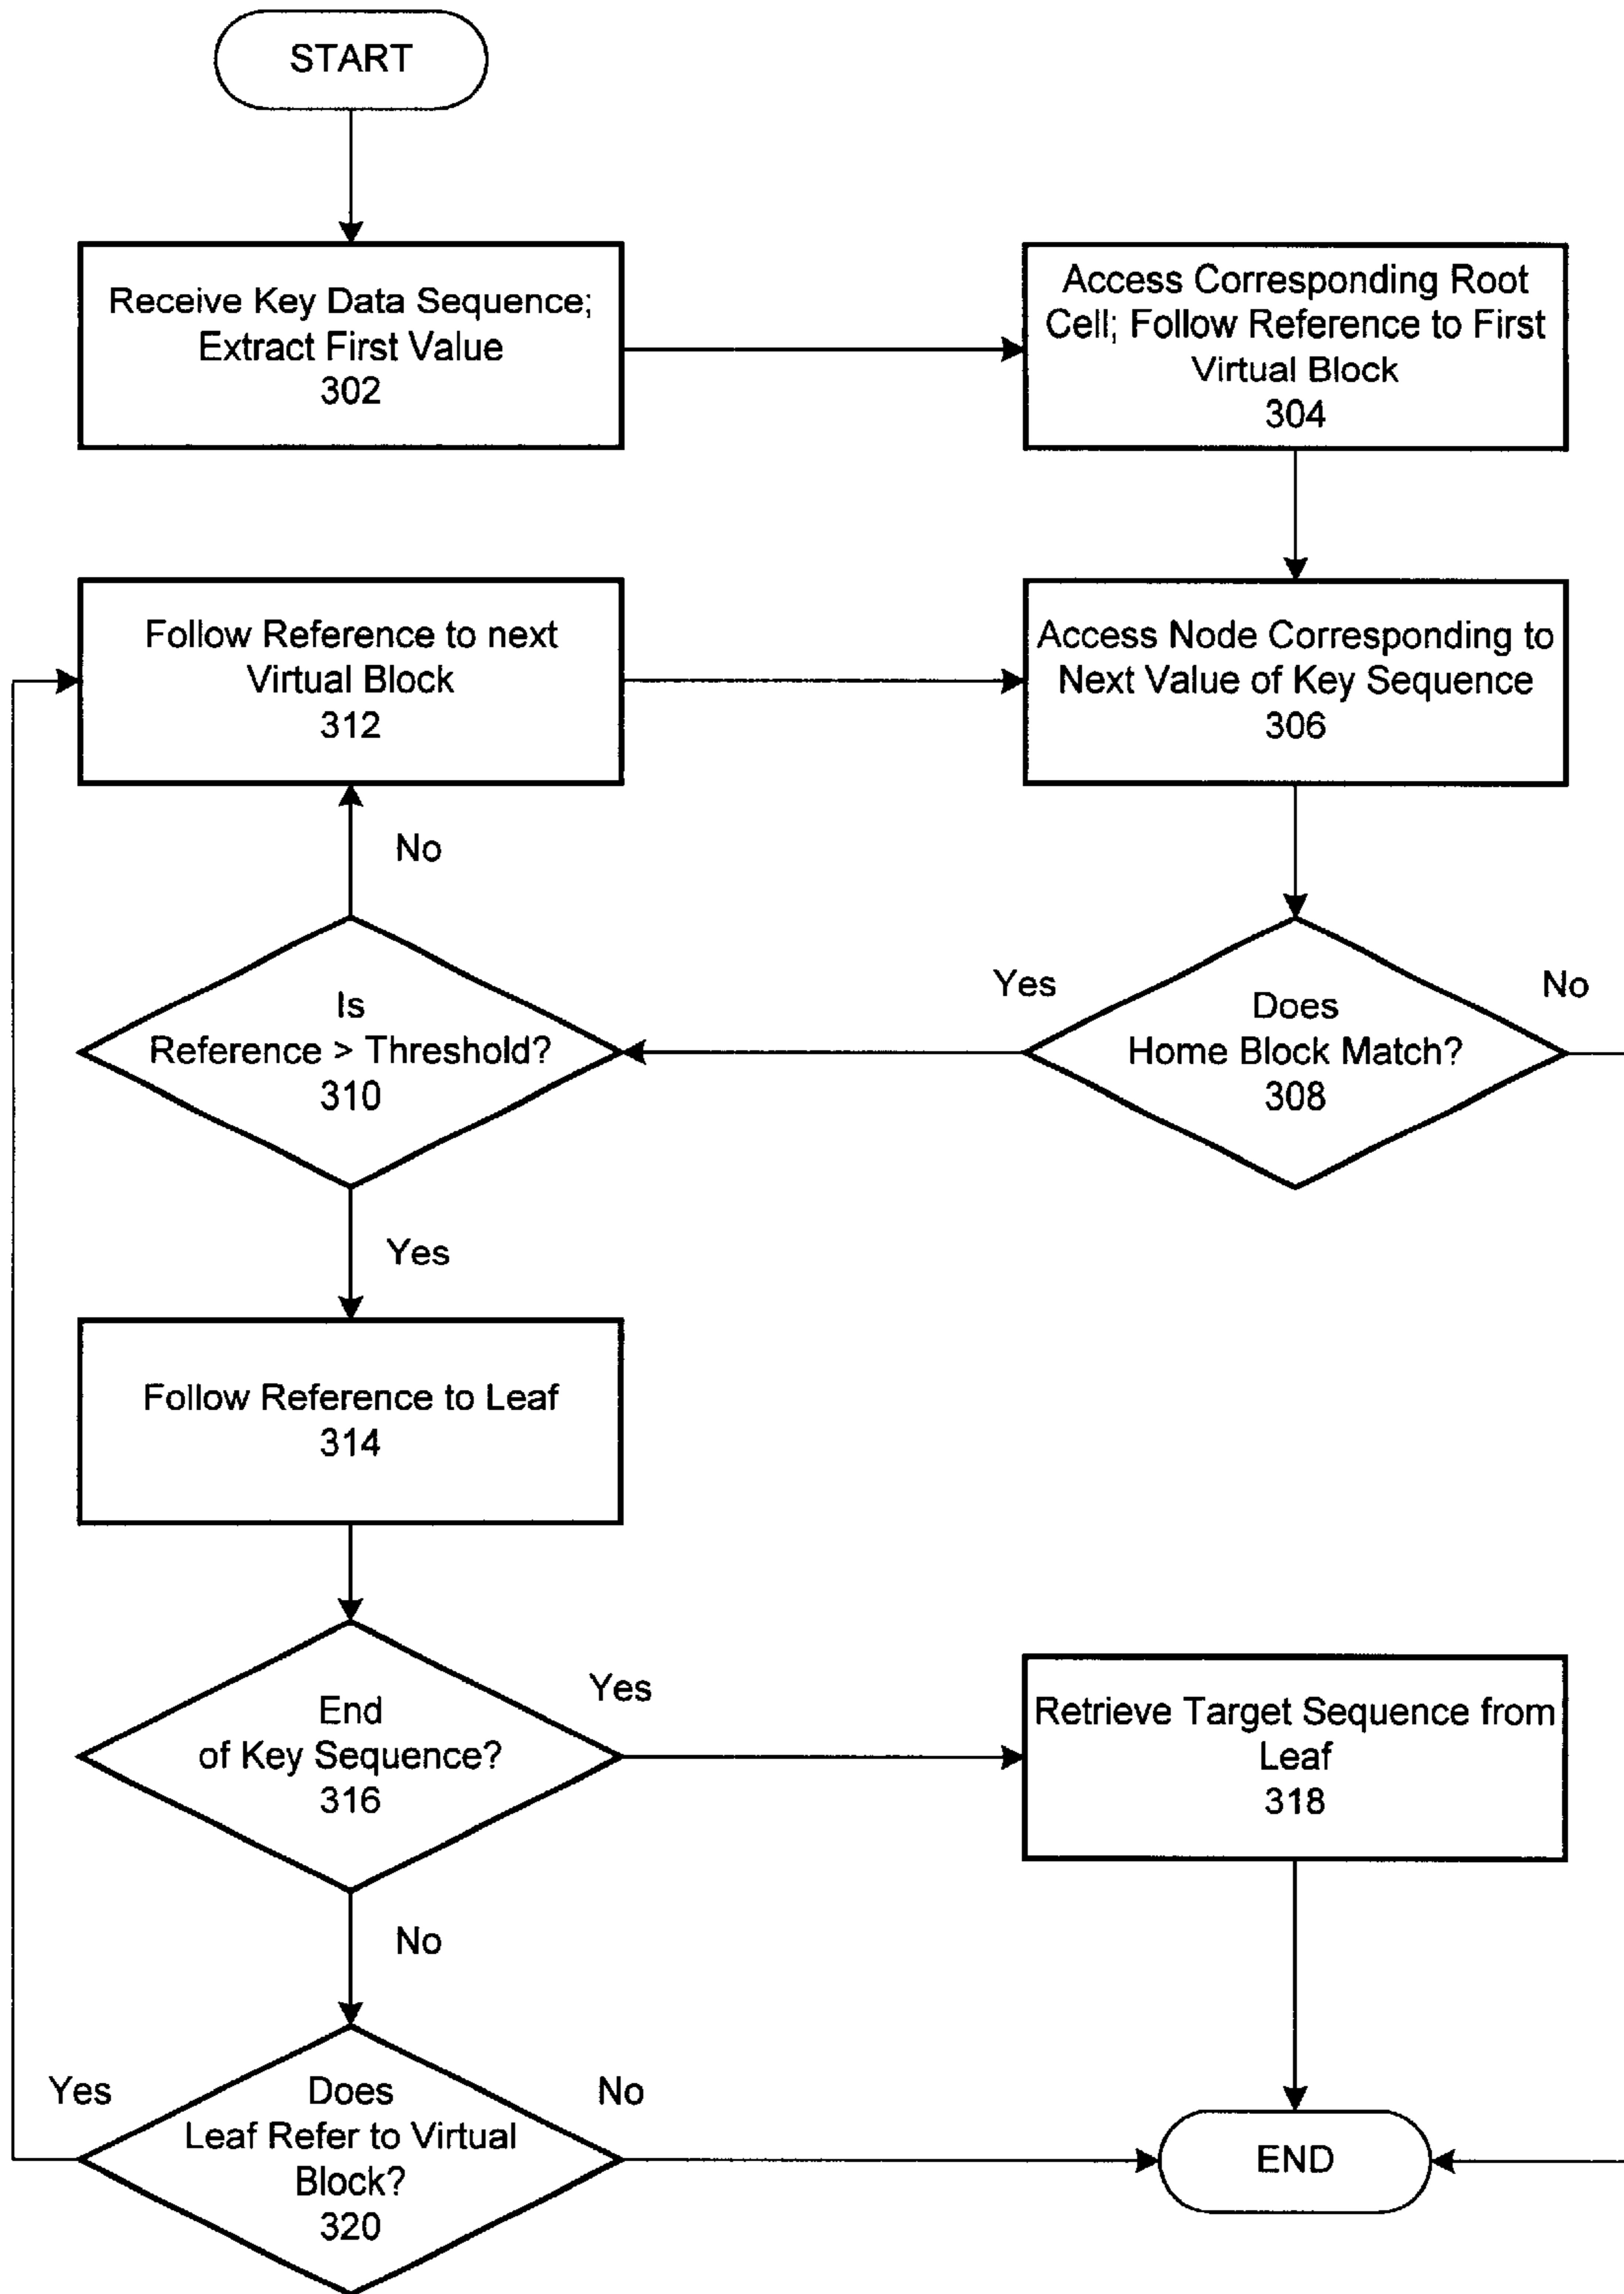 START
Receive Key Data Sequence;
Extract First Value
302
Access Corresponding Root
Cell; Follow Reference to First
Virtual Block
304
Follow Reference to next
Virtual Block
312
Access Node Corresponding to
Next Value of Key Sequence
306
No
Is
Reference > Threshold?
310
Yes
Does
Home Block Match?
308
No
Yes
Follow Reference to Leaf
314
End
of Key Sequence?
316
Yes
Retrieve Target Sequence from
Leaf
318
No
Yes
Does
Leaf Refer to Virtual
Block?
320
No
END